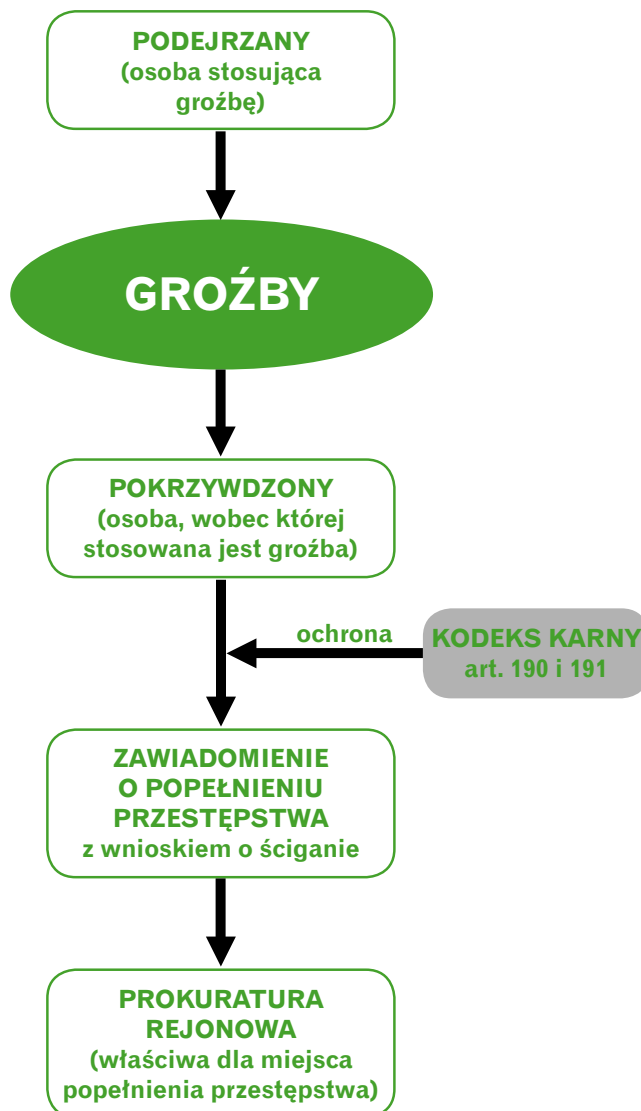 PODEJRZANY
(osoba stosująca
groźbę)
GROŹBY
POKRZYWDZONY
(osoba, wobec której
stosowana jest groźba)
ochrona
KODEKS KARNY
art. 190 i 191
ZAWIADOMIENIE
O POPEŁNIENIU
PRZESTĘPSTWA
z wnioskiem o ściganie
PROKURATURA
REJONOWA
(właściwa dla miejsca
popełnienia przestępstwa)